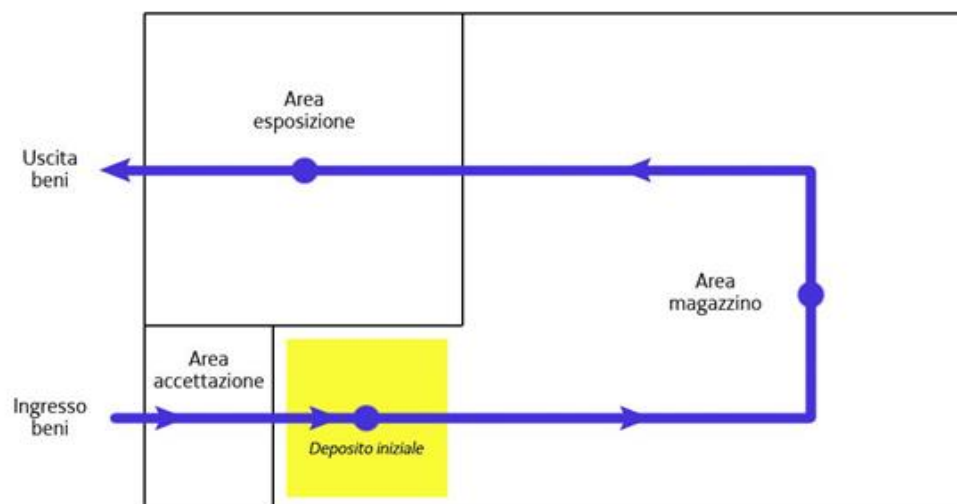 Area
esposizione
Uscita
beni
Area
magazzino
Area
accettazione
Ingresso
beni
Deposito iniziale